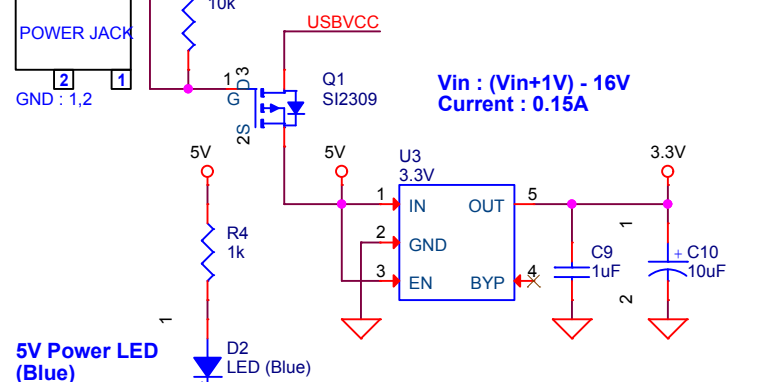 10k
USBVCC
POWER JACK
2
1
GND : 1,2
1
D
3
G
2
S
Q1
SI2309
Vin : (Vin+1V) - 16V
Current : 0.15A
5V
5V
U3
3.3V
3.3V
1
IN
OUT
5
2
GND
3
EN
BYP
4
R4
1k
1
C9
1uF
+
C10
10uF
2
1
5V Power LED
(Blue)
D2
LED (Blue)